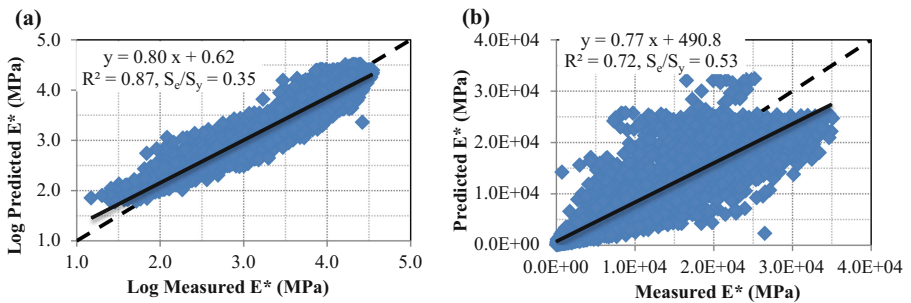 (a)
5.0
4.0
3.0
2.0
1.0
Log Predicted E* (MPa)
y = 0.80 x + 0.62
R² = 0.87, Se/Sy = 0.35
1.0 2.0 3.0 4.0 5.0
Log Measured E* (MPa)
(b)
4.0E+04
3.0E+04
2.0E+04
1.0E+04
0.0E+00
Predicted E* (MPa)
y = 0.77 x + 490.8
R² = 0.72, Se/Sy = 0.53
0.0E+00 1.0E+04 2.0E+04 3.0E+04 4.0E+04
Measured E* (MPa)